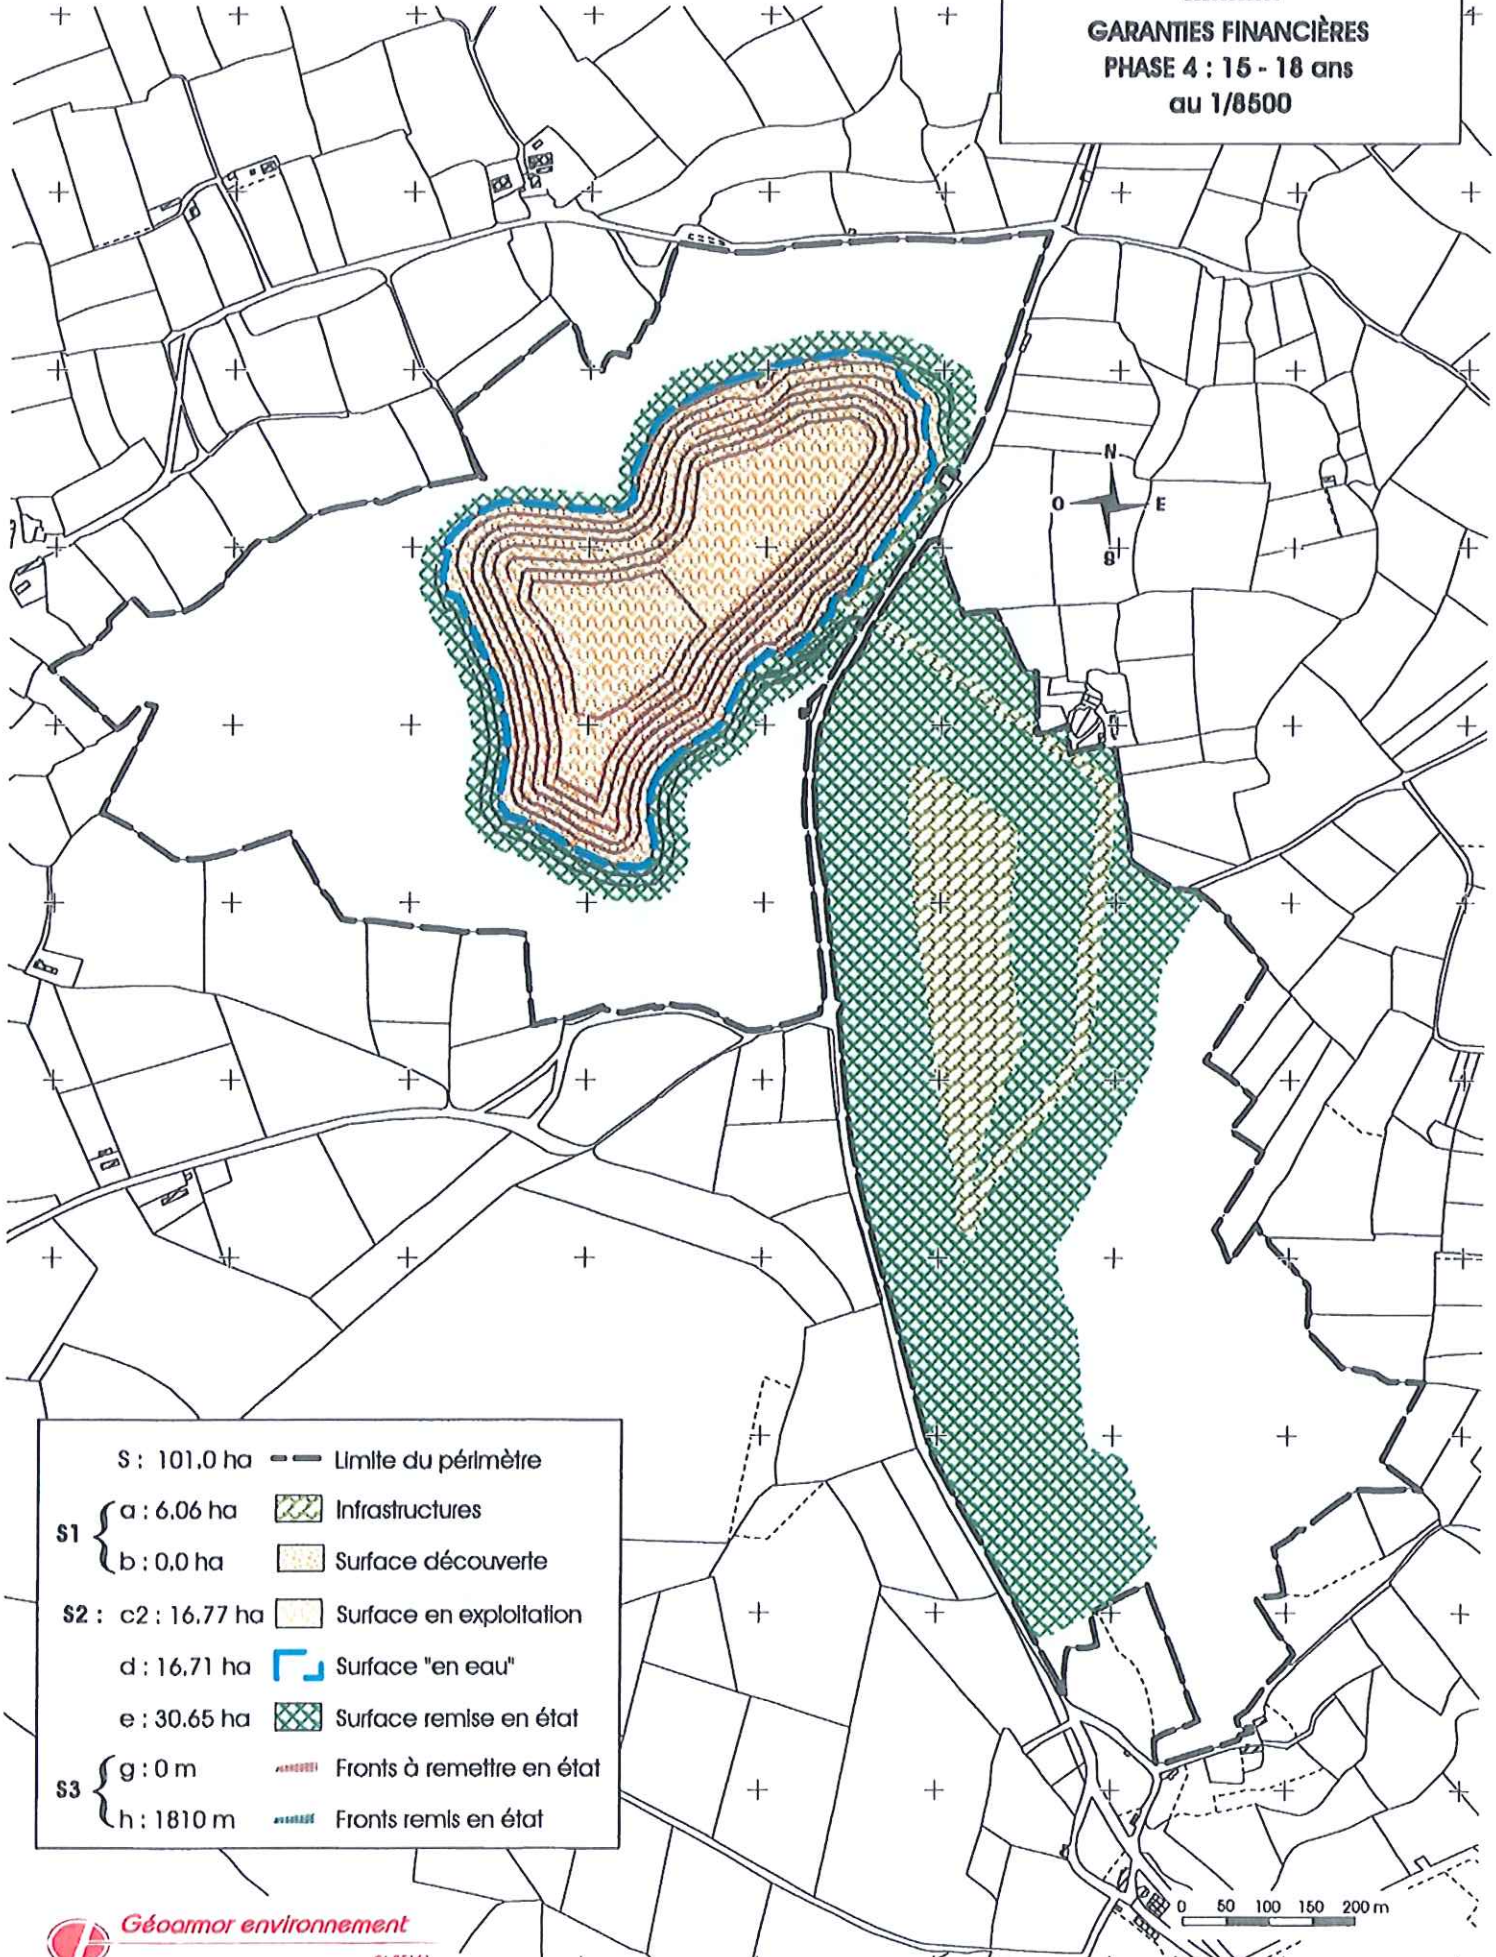 GARANTIES FINANCIÈRES
PHASE 4 : 15 - 18 ans
au 1/8500
N
O
E
S
S : 101,0 ha Limite du périmètre
S1
a : 6,06 ha Infrastructures
b : 0,0 ha Surface découverte
S2 : c2 : 16,77 ha Surface en exploitation
d : 16,71 ha Surface "en eau"
e : 30,65 ha Surface remise en état
S3
g : 0 m Fronts à remettre en état
h : 1810 m Fronts remis en état
0 50 100 150 200 m
Géoarmor environnement